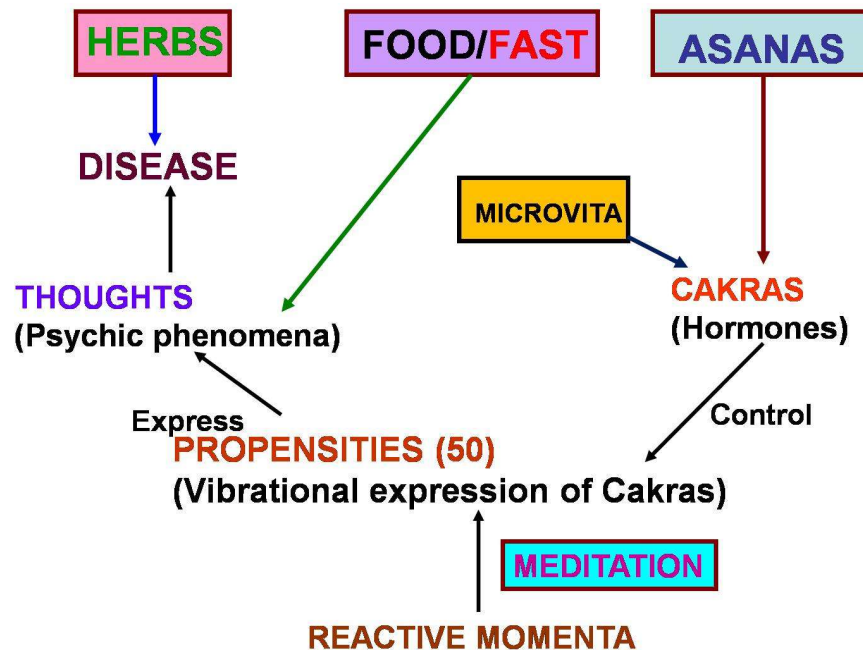 HERBS
FOOD/FAST
ASANAS
DISEASE
MICROVITA
THOUGHTS
(Psychic phenomena)
CAKRAS
(Hormones)
Express
Control
PROPENSITIES (50)
(Vibrational expression of Cakras)
MEDITATION
REACTIVE MOMENTA